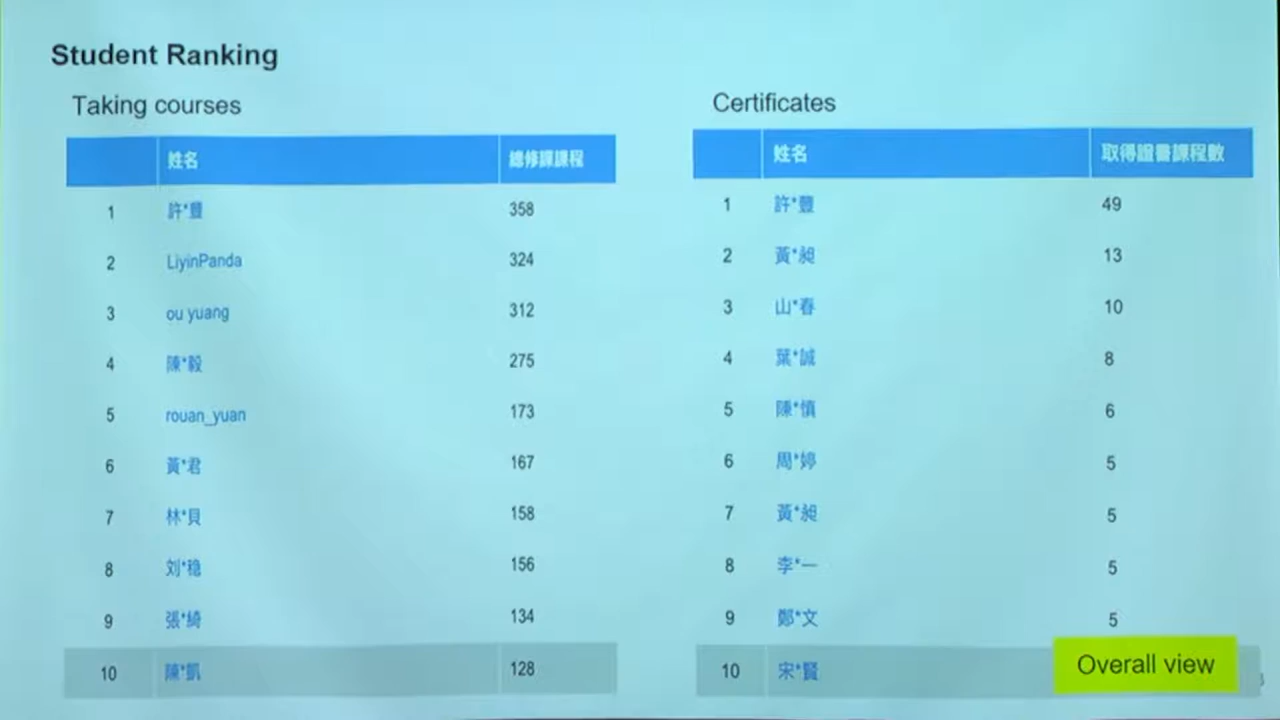 Student Ranking
Taking courses
姓名 總修課課程
1 許*豐 358
2 LiyinPanda 324
3 ou yuang 312
4 陳*毅 275
5 rouan_yuan 173
6 黃*君 167
7 林*貝 158
8 刘*稳 156
9 張*綺 134
10 陳*凱 128
Certificates
姓名 取得證書課程數
1 許*豐 49
2 黃*昶 13
3 山*春 10
4 葉*誠 8
5 陳*慎 6
6 周*婷 5
7 黃*昶 5
8 李*一 5
9 鄭*文 5
10 宋*賢
Overall view